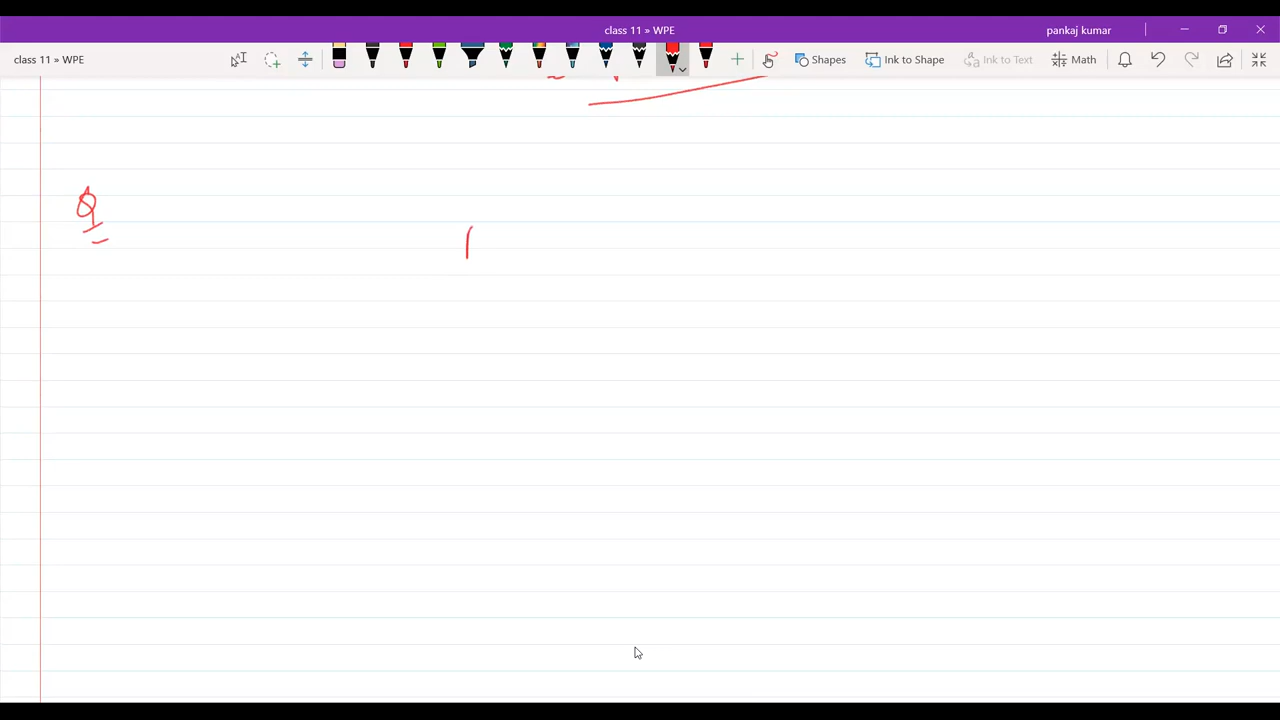 class 11 » WPE
pankaj kumar
class 11 » WPE
Shapes
Ink to Shape
Ink to Text
Math
Q